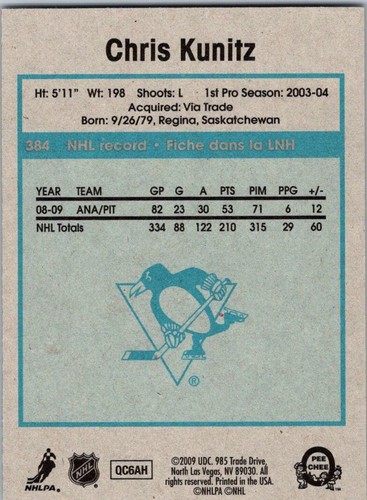 Chris Kunitz
Ht: 5'11" Wt: 198 Shoots: L 1st Pro Season: 2003-04
Acquired: Via Trade
Born: 9/26/79, Regina, Saskatchewan
384 NHL record • Fiche dans la LNH
YEAR TEAM GP G A PTS PIM PPG +/-
08-09 ANA/PIT 82 23 30 53 71 6 12
NHL Totals 334 88 122 210 315 29 60
®
NHLPA
NHL
QC6AH
©2009 UDC. 985 Trade Drive,
North Las Vegas, NV 89030. All
rights reserved. Printed in the USA.
©NHLPA ©NHL
O
PEE
CHEE